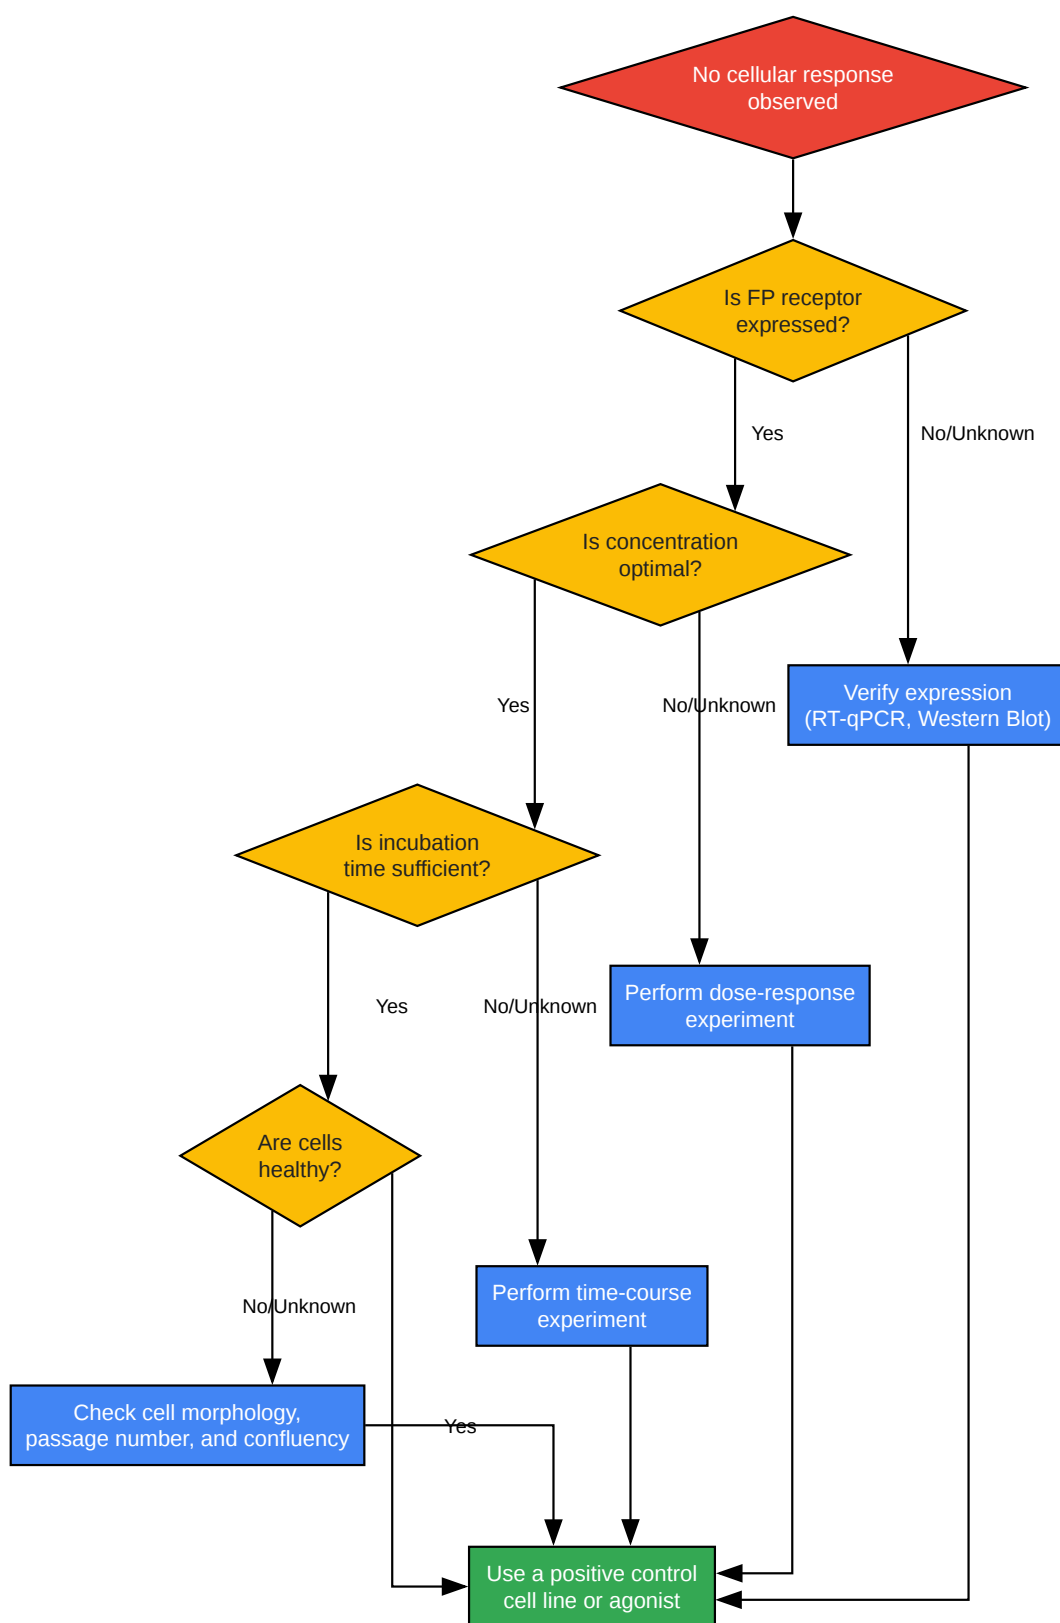 No cellular response
observed
Is FP receptor
expressed?
Yes
No/Unknown
Is concentration
optimal?
Yes
No/Unknown
Verify expression
(RT-qPCR, Western Blot)
Is incubation
time sufficient?
Yes
No/Unknown
Perform dose-response
experiment
Are cells
healthy?
No/Unknown
Perform time-course
experiment
Check cell morphology,
passage number, and confluency
Yes
Use a positive control
cell line or agonist